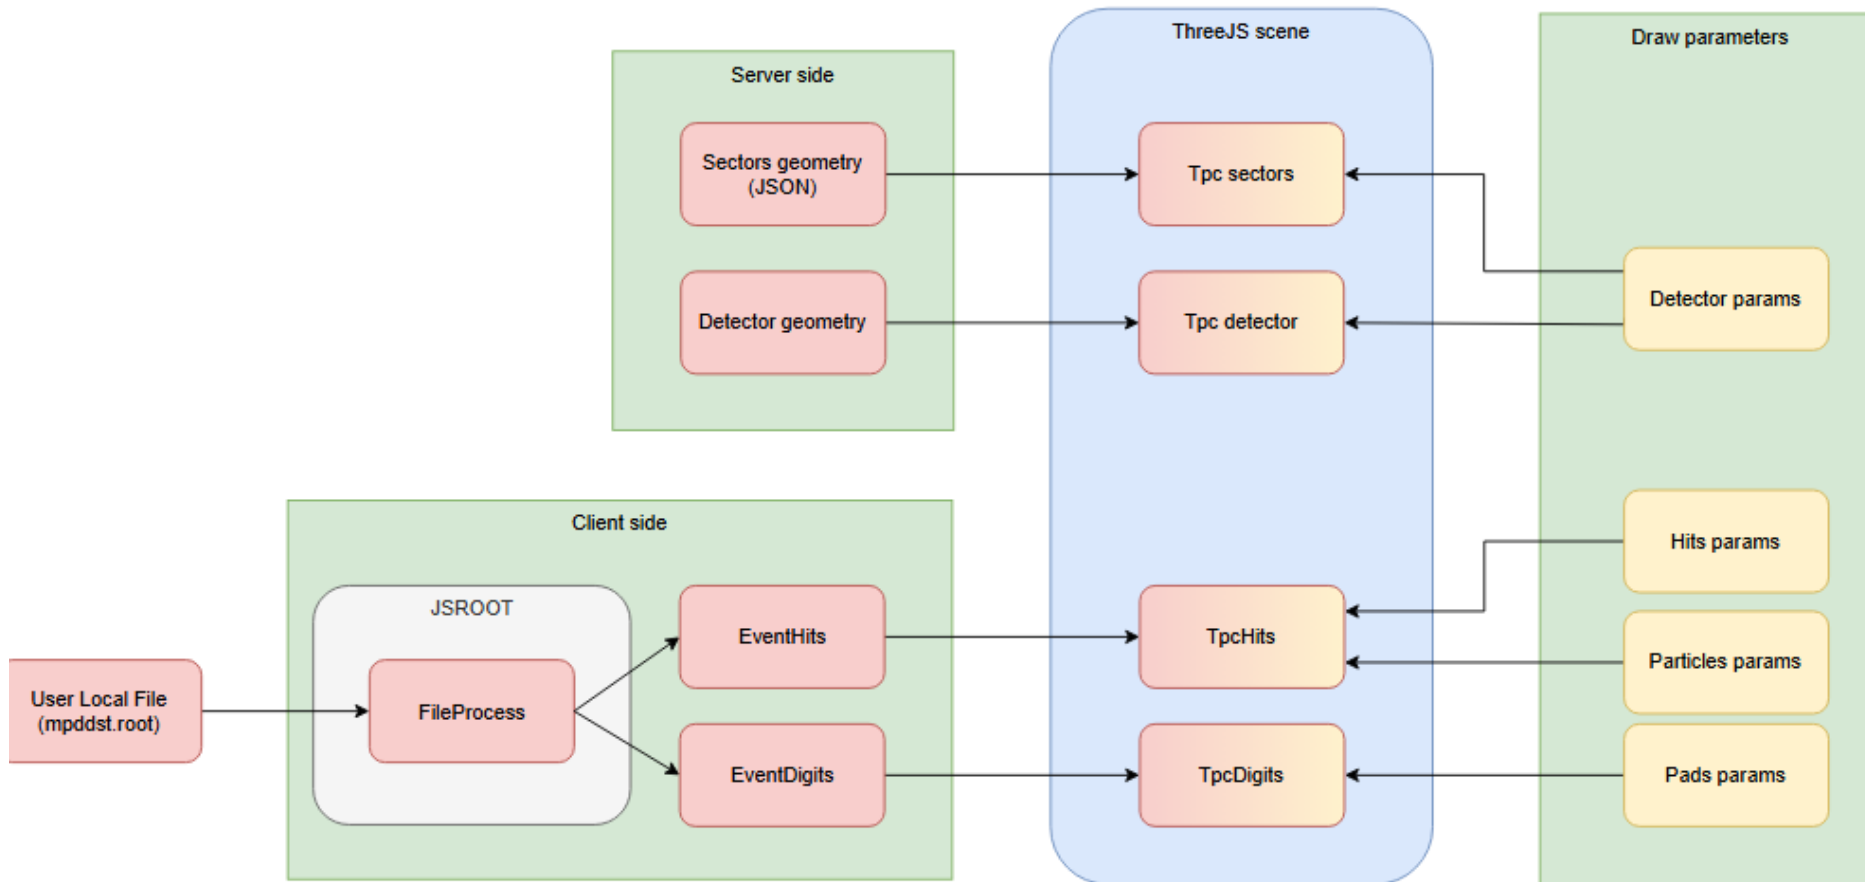 ThreeJS scene
Draw parameters
Server side
Sectors geometry
(JSON)
Tpc sectors
Detector params
Detector geometry
Tpc detector
Client side
Hits params
JSROOT
EventHits
TpcHits
Particles params
User Local File
(mpddst.root)
FileProcess
EventDigits
TpcDigits
Pads params